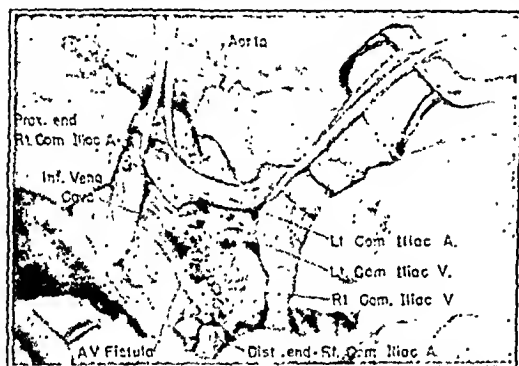 Aorta
Prox. end
Rt. Com. Iliac A.
Inf. Vena
Cava
Lt. Com. Iliac A.
Lt. Com. Iliac V.
Rt. Com. Iliac V.
AV Fistula
Dist. end-Rt. Com. Iliac A.